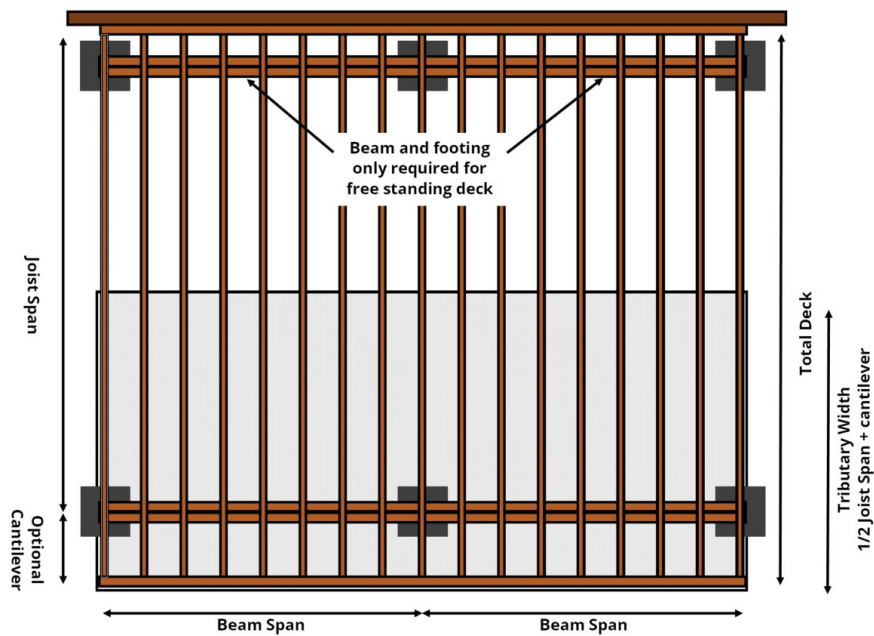 Beam and footing
only required for
free standing deck
Joist Span
Total Deck
Tributary Width
1/2 Joist Span + cantilever
Optional
Cantilever
Beam Span
Beam Span